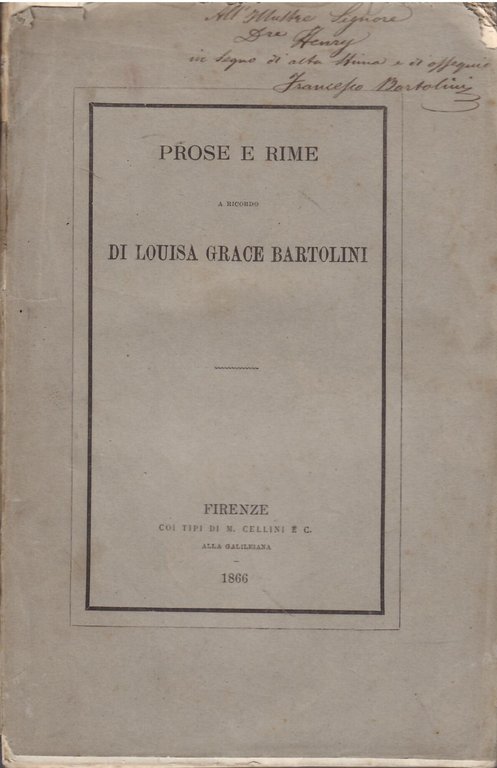 All'Illustre Signore
Dre Henry
in segno di alta stima e di ossequio
Francesco Bartolini
PROSE E RIME
A RICORDO
DI LOUISA GRACE BARTOLINI
FIRENZE
COI TIPI DI M. CELLINI E C.
ALLA GALILEIANA
1866